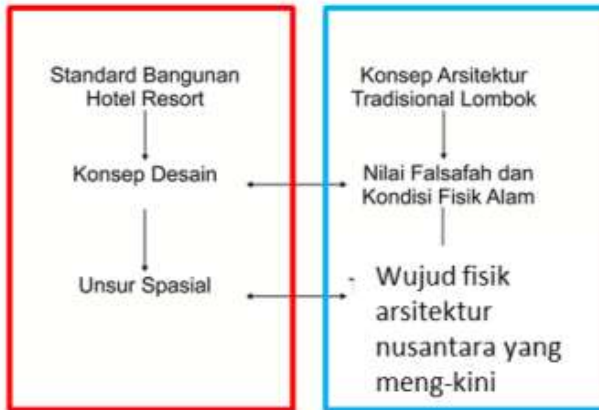 Standard Bangunan
Hotel Resort
Konsep Desain
Unsur Spasial
Konsep Arsitektur
Tradisional Lombok
Nilai Falsafah dan
Kondisi Fisik Alam
Wujud fisik
arsitektur
nusantara yang
meng-kini